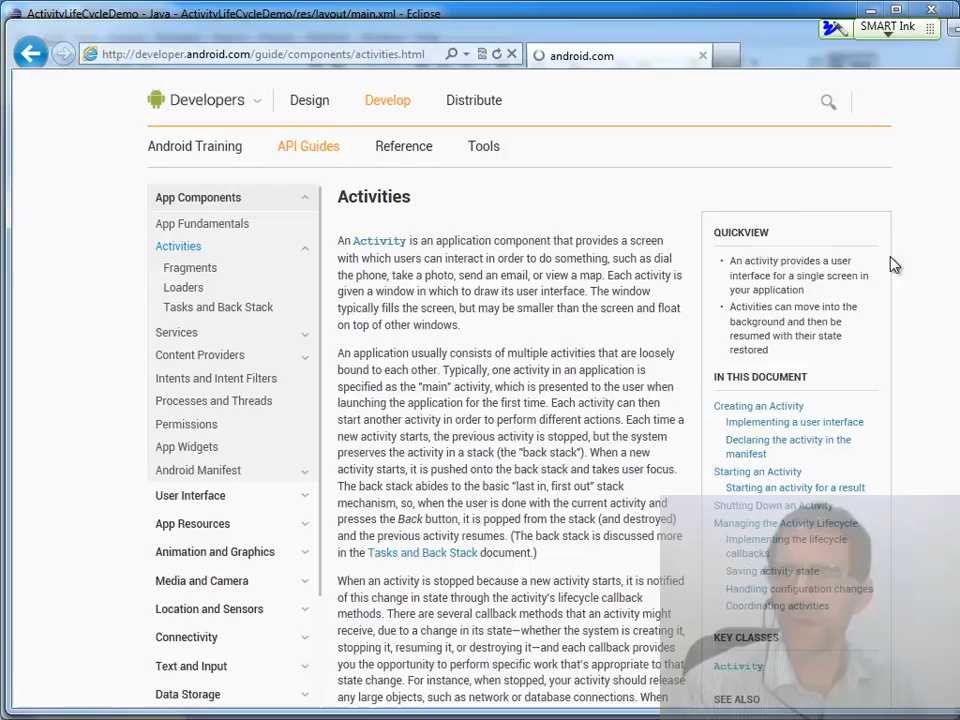 ActivityLifeCycleDemo - Java - ActivityLifeCycleDemo/res/layout/main.xml - Eclipse
SMART Ink
http://developer.android.com/guide/components/activities.html
android.com
Developers
Design
Develop
Distribute
Android Training
API Guides
Reference
Tools
App Components
App Fundamentals
Activities
Fragments
Loaders
Tasks and Back Stack
Services
Content Providers
Intents and Intent Filters
Processes and Threads
Permissions
App Widgets
Android Manifest
User Interface
App Resources
Animation and Graphics
Media and Camera
Location and Sensors
Connectivity
Text and Input
Data Storage
Activities
An Activity is an application component that provides a screen
with which users can interact in order to do something, such as dial
the phone, take a photo, send an email, or view a map. Each activity is
given a window in which to draw its user interface. The window
typically fills the screen, but may be smaller than the screen and float
on top of other windows.
An application usually consists of multiple activities that are loosely
bound to each other. Typically, one activity in an application is
specified as the "main" activity, which is presented to the user when
launching the application for the first time. Each activity can then
start another activity in order to perform different actions. Each time a
new activity starts, the previous activity is stopped, but the system
preserves the activity in a stack (the "back stack"). When a new
activity starts, it is pushed onto the back stack and takes user focus.
The back stack abides to the basic "last in, first out" stack
mechanism, so, when the user is done with the current activity and
presses the Back button, it is popped from the stack (and destroyed)
and the previous activity resumes. (The back stack is discussed more
in the Tasks and Back Stack document.)
When an activity is stopped because a new activity starts, it is notified
of this change in state through the activity's lifecycle callback
methods. There are several callback methods that an activity might
receive, due to a change in its state—whether the system is creating it,
stopping it, resuming it, or destroying it—and each callback provides
you the opportunity to perform specific work that's appropriate to that
state change. For instance, when stopped, your activity should release
any large objects, such as network or database connections. When
QUICKVIEW
• An activity provides a user
interface for a single screen in
your application
• Activities can move into the
background and then be
resumed with their state
restored
IN THIS DOCUMENT
Creating an Activity
Implementing a user interface
Declaring the activity in the
manifest
Starting an Activity
Starting an activity for a result
Shutting Down an Activity
Managing the Activity Lifecycle
Implementing the lifecycle
callbacks
Saving activity state
Handling configuration changes
Coordinating activities
KEY CLASSES
Activity
SEE ALSO